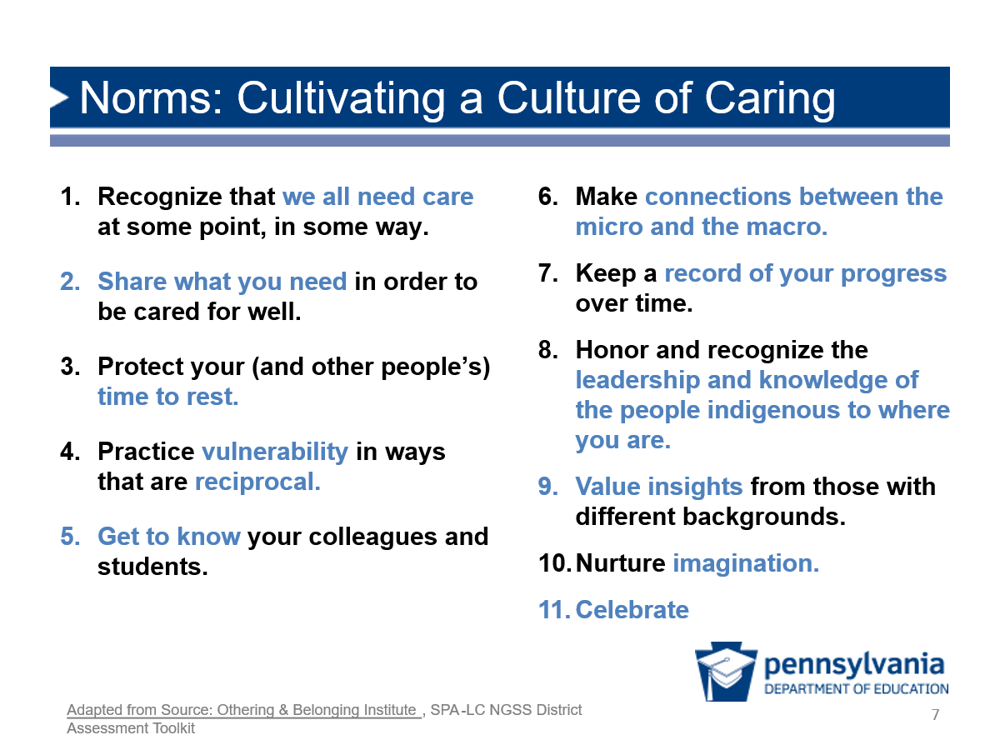 Norms: Cultivating a Culture of Caring
1. Recognize that we all need care
at some point, in some way.
2. Share what you need in order to
be cared for well.
3. Protect your (and other people’s)
time to rest.
4. Practice vulnerability in ways
that are reciprocal.
5. Get to know your colleagues and
students.
6. Make connections between the
micro and the macro.
7. Keep a record of your progress
over time.
8. Honor and recognize the
leadership and knowledge of
the people indigenous to where
you are.
9. Value insights from those with
different backgrounds.
10. Nurture imagination.
11. Celebrate
pennsylvania
DEPARTMENT OF EDUCATION
Adapted from Source: Othering & Belonging Institute , SPA-LC NGSS District
Assessment Toolkit
7